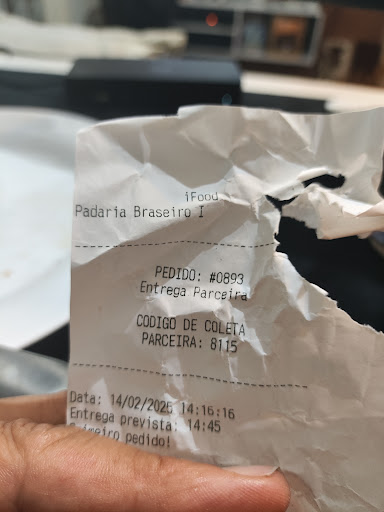 iFood
Padaria Braseiro I
PEDIDO: #0893
Entrega Parceira
CODIGO DE COLETA
PARCEIRA: 8115
Data: 14/02/2025 14:16:16
Entrega prevista: 14:45
Primeiro pedido!